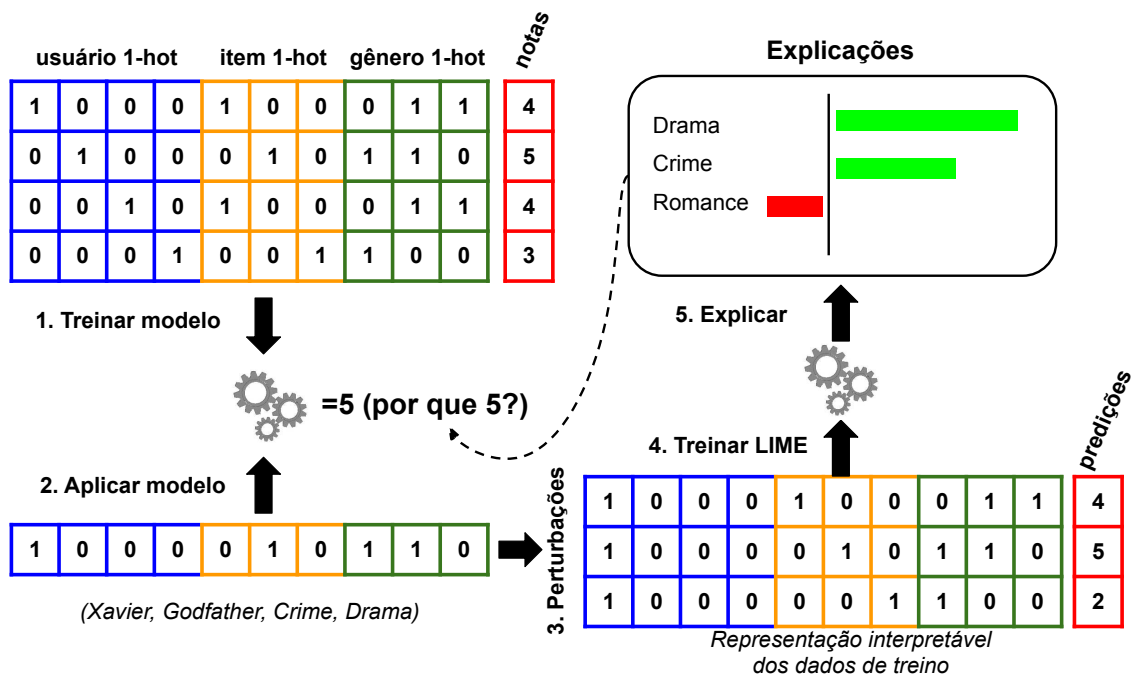 usuário 1-hot item 1-hot gênero 1-hot notas
1 0 0 0 1 0 0 0 1 1 4
0 1 0 0 0 1 0 1 1 0 5
0 0 1 0 1 0 0 0 1 1 4
0 0 0 1 0 0 1 1 0 0 3
1. Treinar modelo
=5 (por que 5?)
2. Aplicar modelo
1 0 0 0 0 1 0 1 1 0
(Xavier, Godfather, Crime, Drama)
Explicações
Drama
Crime
Romance
5. Explicar
4. Treinar LIME
predições
3. Perturbações
1 0 0 0 1 0 0 0 1 1 4
1 0 0 0 0 1 0 1 1 0 5
1 0 0 0 0 0 1 1 0 0 2
Representação interpretável
dos dados de treino